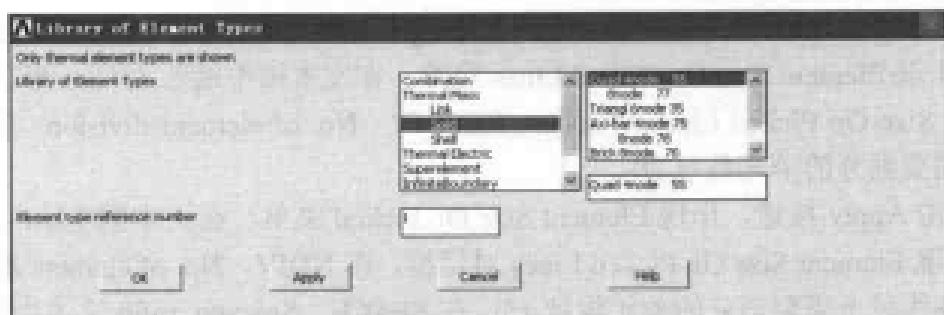 Library of Element Types
Only thermal element types are shown
Library of Element Types
Combination
Thermal Mass
Link
Solid
Shell
Thermal Electric
Superelement
InfiniteBoundary
Quad 4node 55
8node 77
Triangl 6node 35
Axi-har 4node 75
8node 78
Brick 8node 70
Quad 4node 55
Element type reference number
1
OK
Apply
Cancel
Help